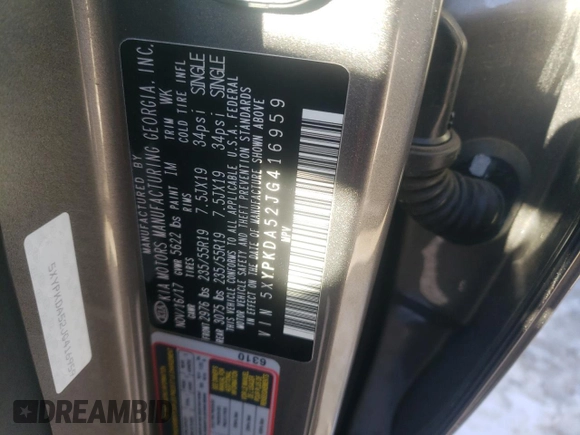 MANUFACTURED BY
KIA MOTORS MANUFACTURING GEORGIA. INC.
NOV/16/17 GVWR 5622 lbs PAINT IM TRIM WK
GAWR TIRES RIMS COLD TIRE INFL
FRONT 2976 lbs 235/55R19 7.5JX19 34psi SINGLE
REAR 3075 lbs 235/55R19 7.5JX19 34psi SINGLE
THIS VEHICLE CONFORMS TO ALL APPLICABLE U.S.A. FEDERAL
MOTOR VEHICLE SAFETY AND THEFT PREVENTION STANDARDS
IN EFFECT ON THE DATE OF MANUFACTURE SHOWN ABOVE
VIN 5XYPKDA52JG416959
MPV
6310
DREAMBID